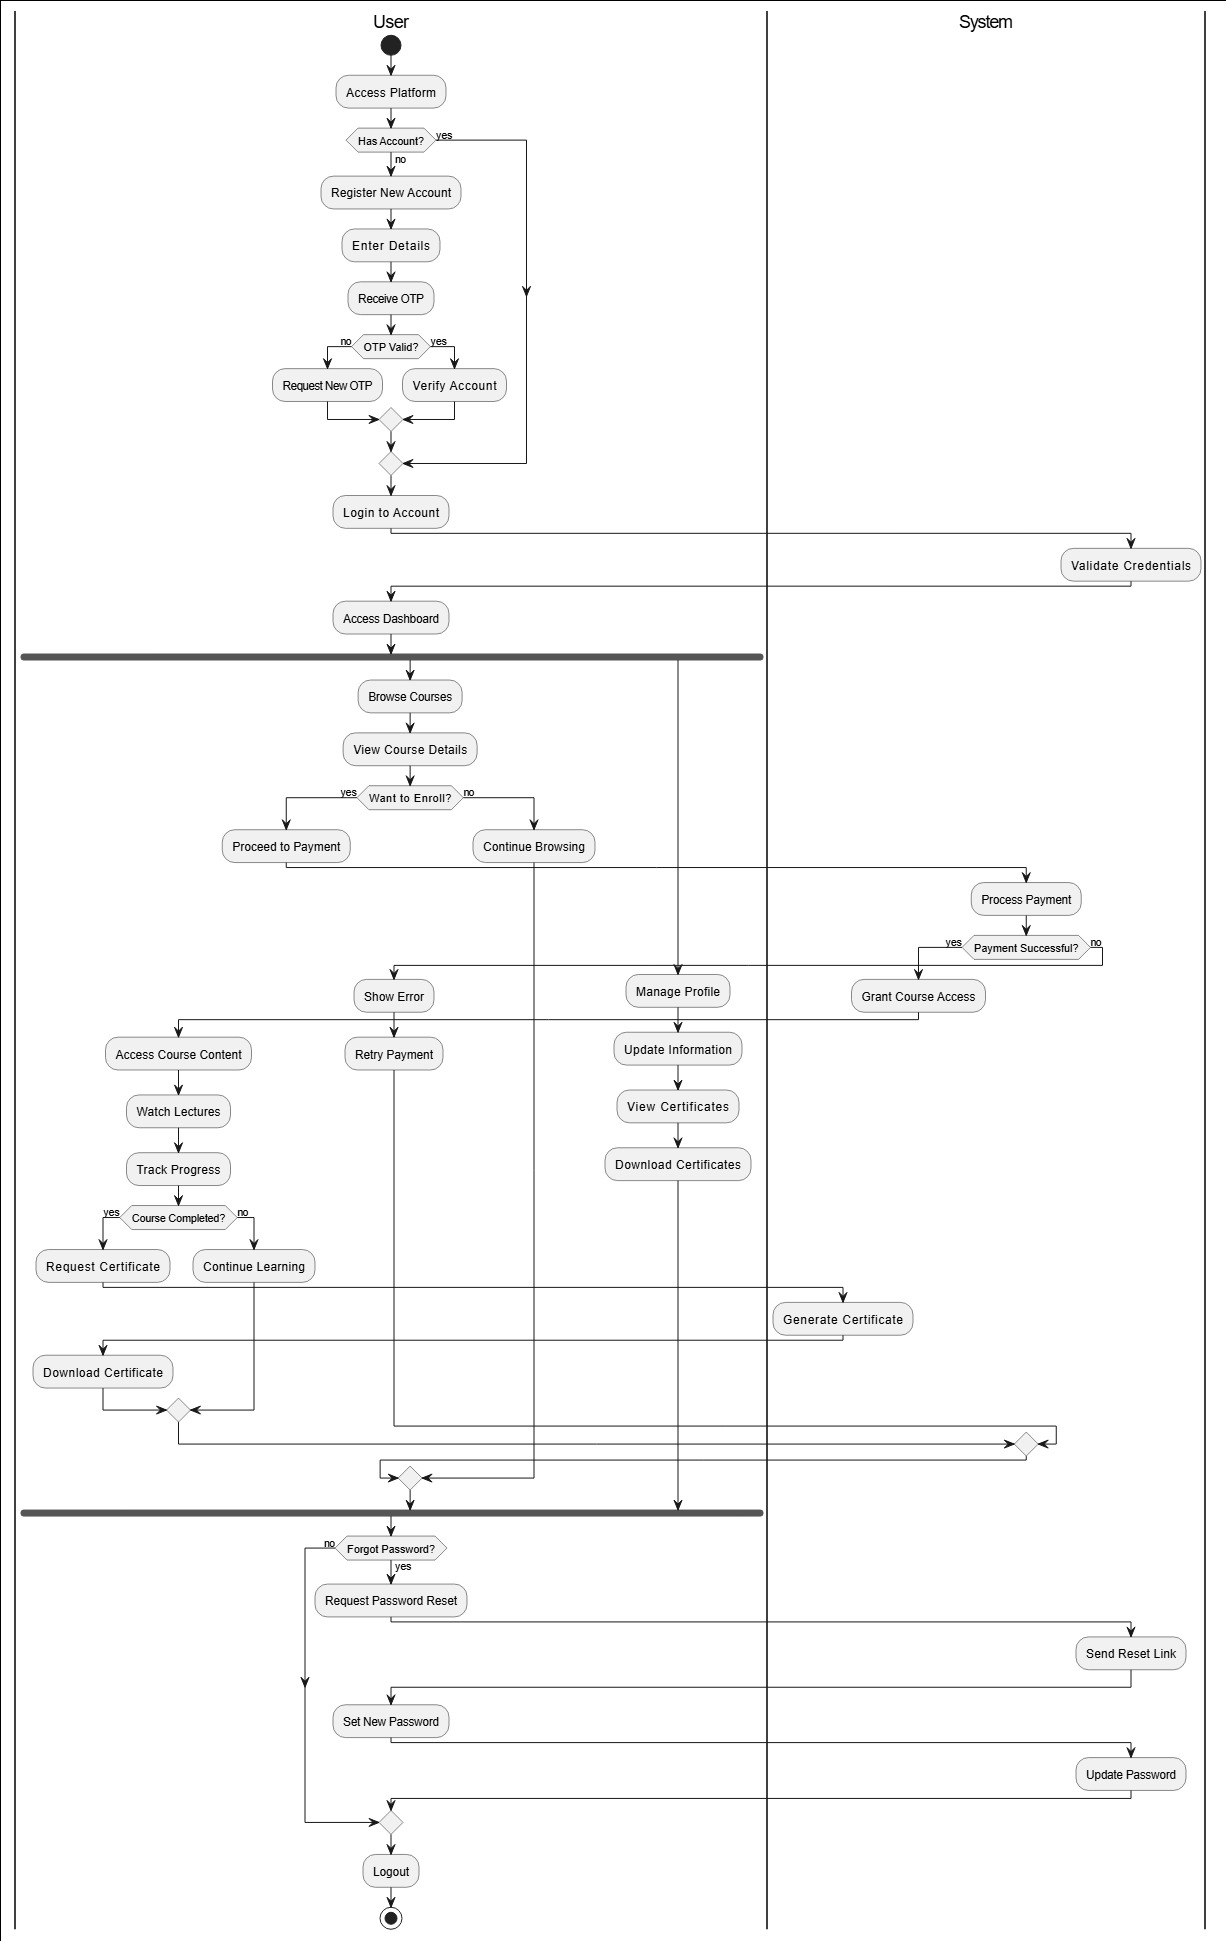 User
System
Access Platform
Has Account?
yes
no
Register New Account
Enter Details
Receive OTP
no
OTP Valid?
yes
Request New OTP
Verify Account
Login to Account
Validate Credentials
Access Dashboard
Browse Courses
View Course Details
yes
Want to Enroll?
no
Proceed to Payment
Continue Browsing
Process Payment
yes
Payment Successful?
no
Show Error
Manage Profile
Grant Course Access
Access Course Content
Retry Payment
Update Information
Watch Lectures
View Certificates
Track Progress
Download Certificates
yes
Course Completed?
no
Request Certificate
Continue Learning
Generate Certificate
Download Certificate
no
Forgot Password?
yes
Request Password Reset
Send Reset Link
Set New Password
Update Password
Logout